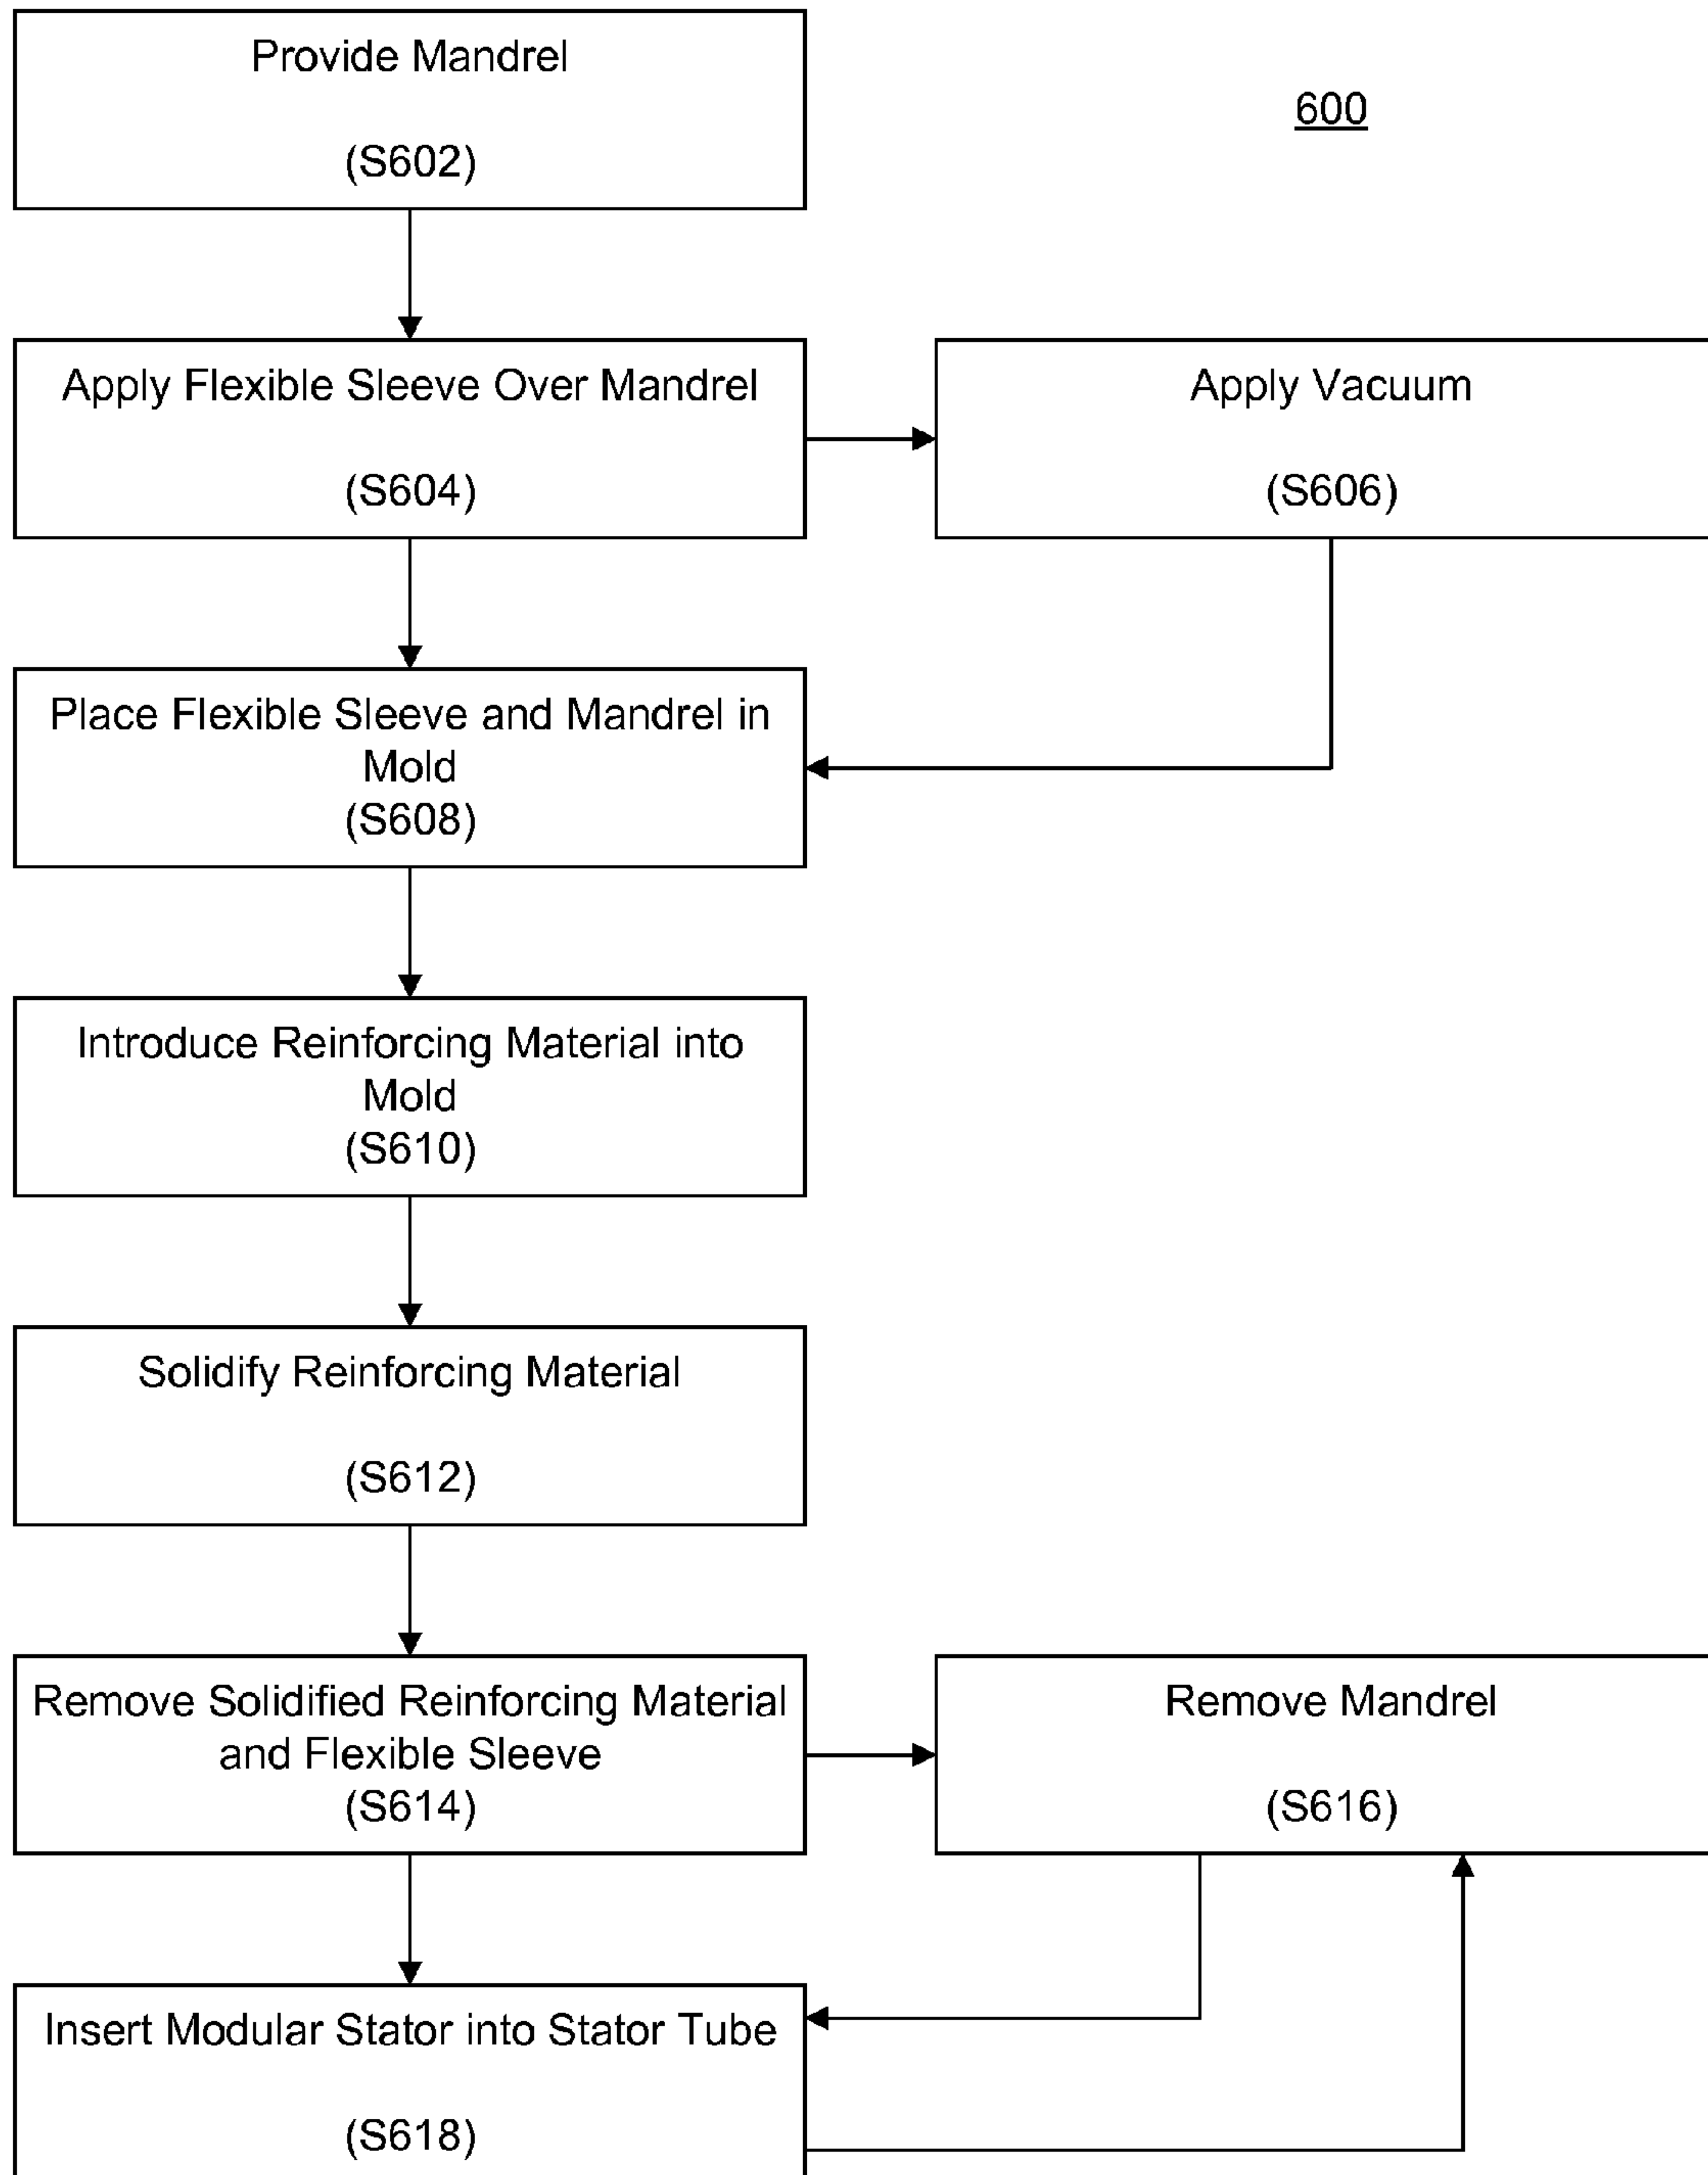 Provide Mandrel
(S602)
600
Apply Flexible Sleeve Over Mandrel
(S604)
Apply Vacuum
(S606)
Place Flexible Sleeve and Mandrel in
Mold
(S608)
Introduce Reinforcing Material into
Mold
(S610)
Solidify Reinforcing Material
(S612)
Remove Solidified Reinforcing Material
and Flexible Sleeve
(S614)
Remove Mandrel
(S616)
Insert Modular Stator into Stator Tube
(S618)